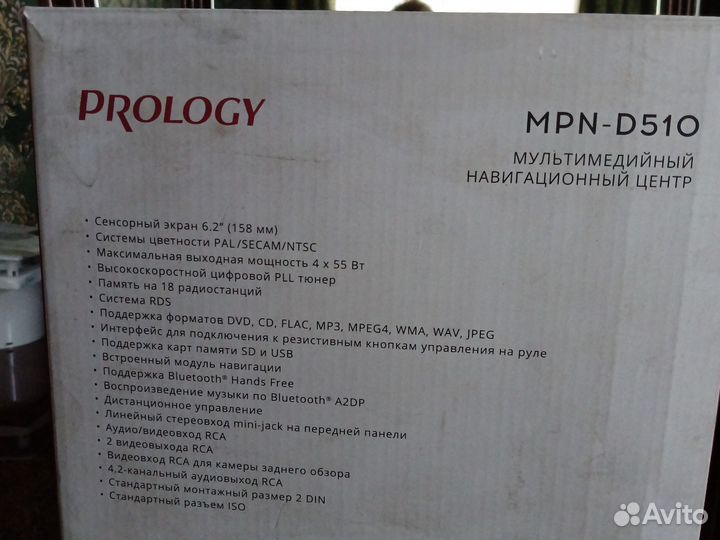 PROLOGY
MPN-D510
МУЛЬТИМЕДИЙНЫЙ
НАВИГАЦИОННЫЙ ЦЕНТР
• Сенсорный экран 6.2" (158 мм)
• Системы цветности PAL/SECAM/NTSC
• Максимальная выходная мощность 4 x 55 Вт
• Высокоскоростной цифровой PLL тюнер
• Память на 18 радиостанций
• Система RDS
• Поддержка форматов DVD, CD, FLAC, MP3, MPEG4, WMA, WAV, JPEG
• Интерфейс для подключения к резистивным кнопкам управления на руле
• Поддержка карт памяти SD и USB
• Встроенный модуль навигации
• Поддержка Bluetooth® Hands Free
• Воспроизведение музыки по Bluetooth® A2DP
• Дистанционное управление
• Линейный стереовход mini-jack на передней панели
• Аудио/видеовход RCA
• 2 видеовыхода RCA
• Видеовход RCA для камеры заднего обзора
• 4.2-канальный аудиовыход RCA
• Стандартный монтажный размер 2 DIN
• Стандартный разъем ISO
Avito